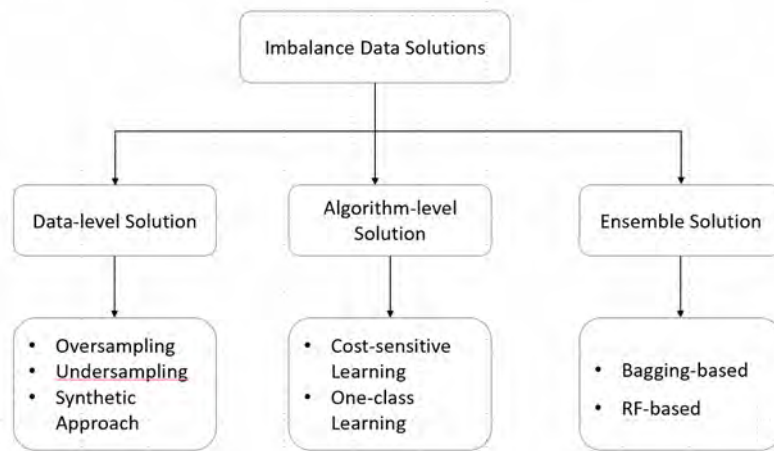 Imbalance Data Solutions
Data-level Solution
Algorithm-level
Solution
Ensemble Solution
• Oversampling
• Undersampling
• Synthetic
Approach
• Cost-sensitive
Learning
• One-class
Learning
• Bagging-based
• RF-based